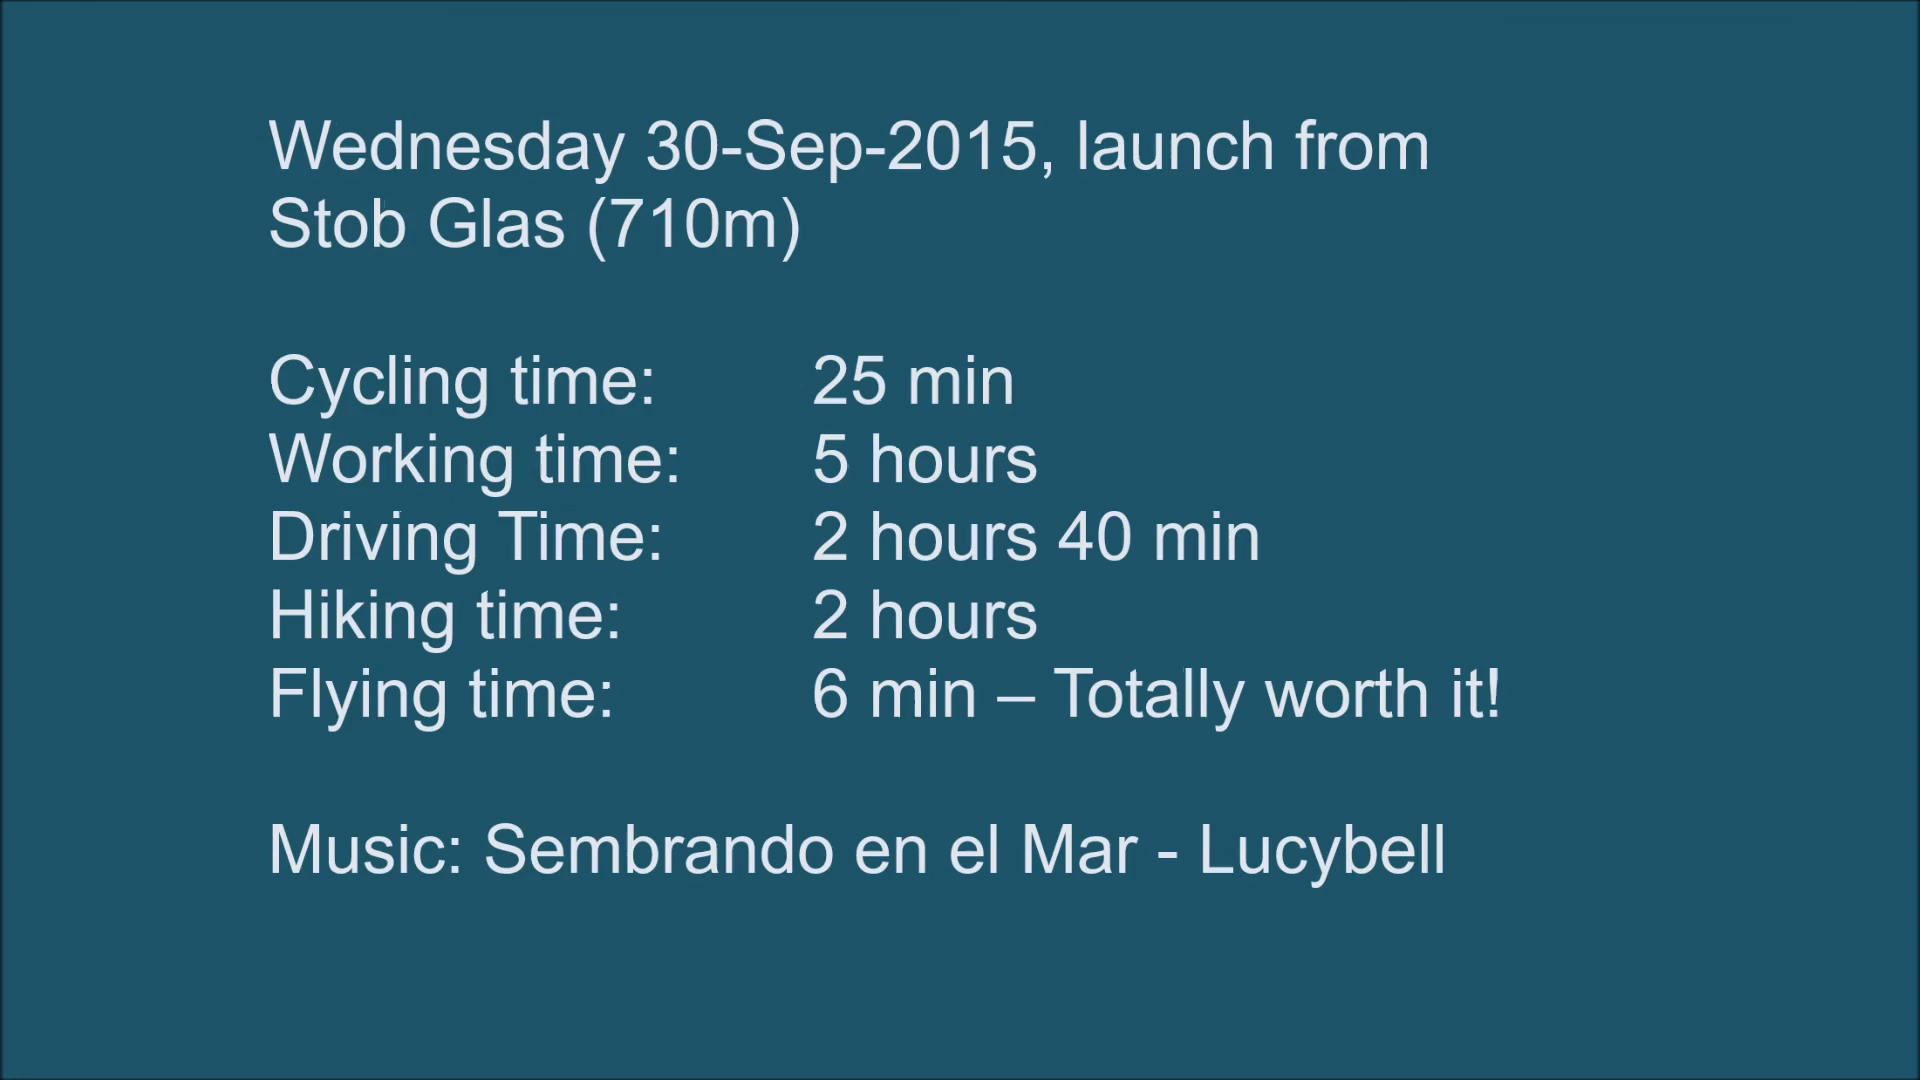 Wednesday 30-Sep-2015, launch from
Stob Glas (710m)
Cycling time: 25 min
Working time: 5 hours
Driving Time: 2 hours 40 min
Hiking time: 2 hours
Flying time: 6 min – Totally worth it!
Music: Sembrando en el Mar - Lucybell